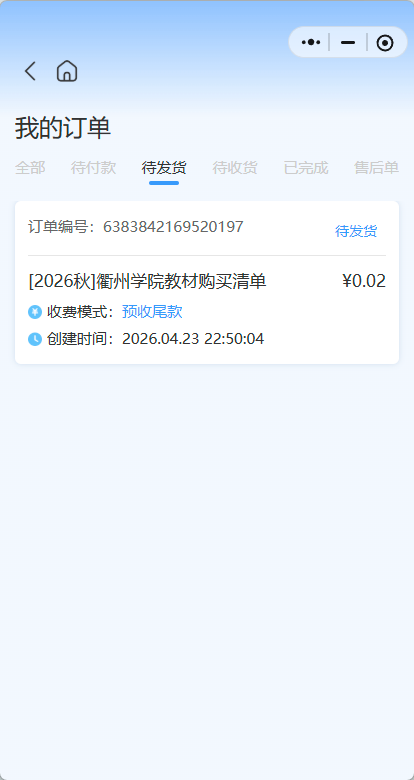 我的订单
全部 待付款 待发货 待收货 已完成 售后单
订单编号：6383842169520197 待发货
[2026秋]衢州学院教材购买清单 ¥0.02
收费模式：预收尾款
创建时间：2026.04.23 22:50:04